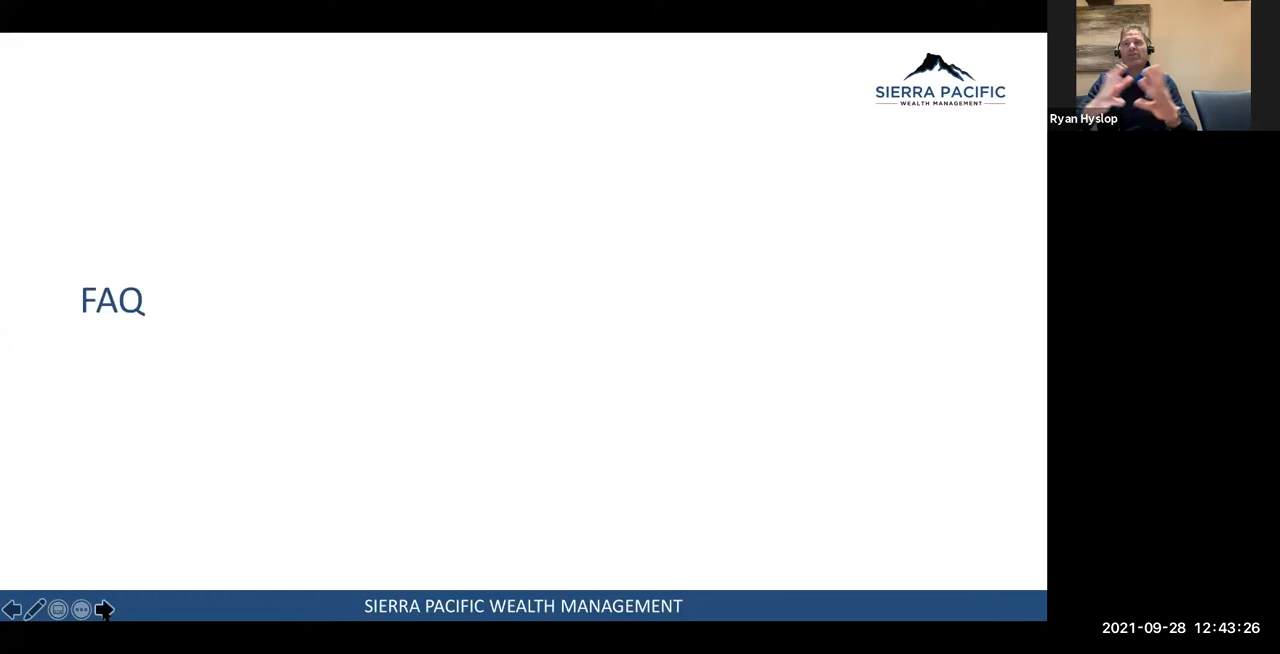 SIERRA PACIFIC
WEALTH MANAGEMENT
Ryan Hyslop
FAQ
SIERRA PACIFIC WEALTH MANAGEMENT
2021-09-28 12:43:26